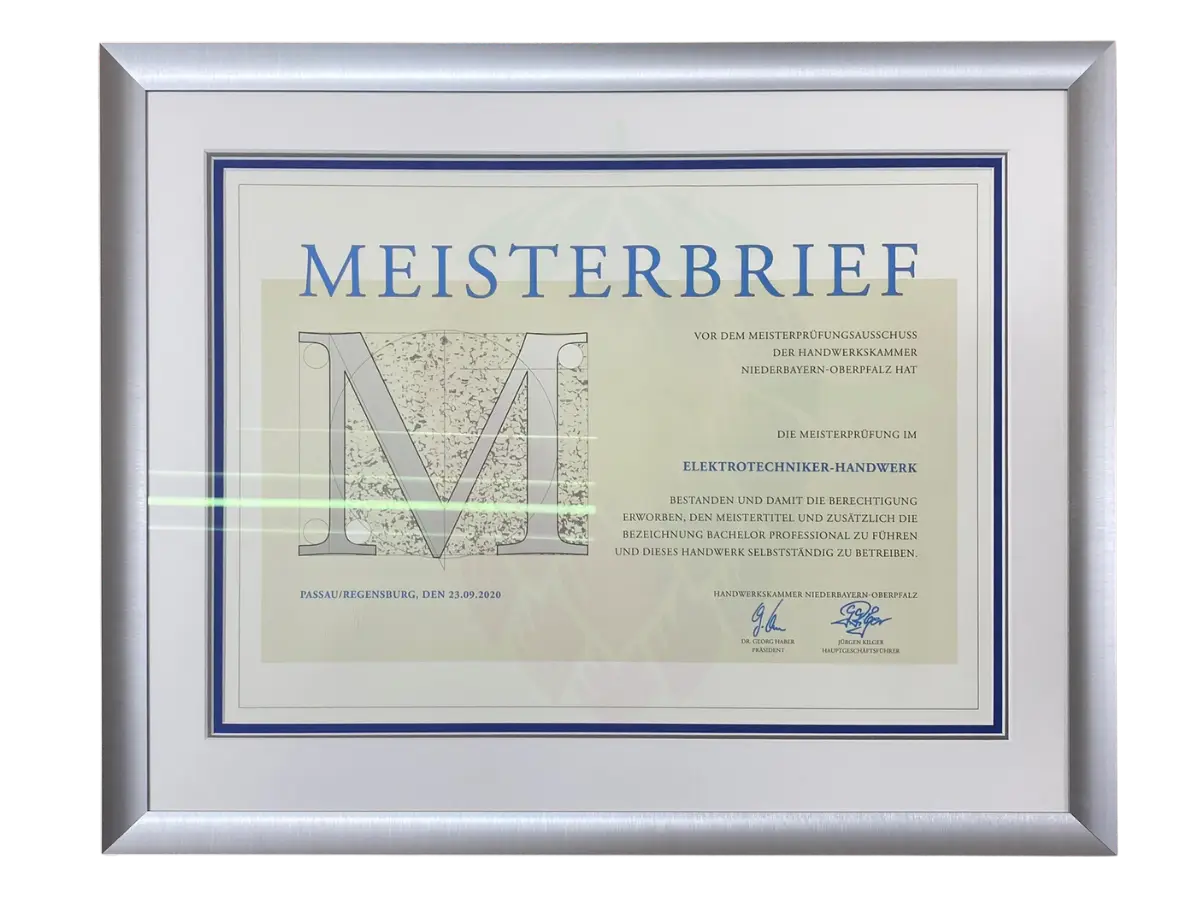 MEISTERBRIEF
M
VOR DEM MEISTERPRÜFUNGSAUSSCHUSS
DER HANDWERKSKAMMER
NIEDERBAYERN-OBERPFALZ HAT
DIE MEISTERPRÜFUNG IM
ELEKTROTECHNIKER-HANDWERK
BESTANDEN UND DAMIT DIE BERECHTIGUNG
ERWORBEN, DEN MEISTERTITEL UND ZUSÄTZLICH DIE
BEZEICHNUNG BACHELOR PROFESSIONAL ZU FÜHREN
UND DIESES HANDWERK SELBSTSTÄNDIG ZU BETREIBEN.
PASSAU/REGENSBURG, DEN 23.09.2020
HANDWERKSKAMMER NIEDERBAYERN-OBERPFALZ
DR. GEORG HABER
PRÄSIDENT
JÜRGEN KILGER
HAUPTGESCHÄFTSFÜHRER